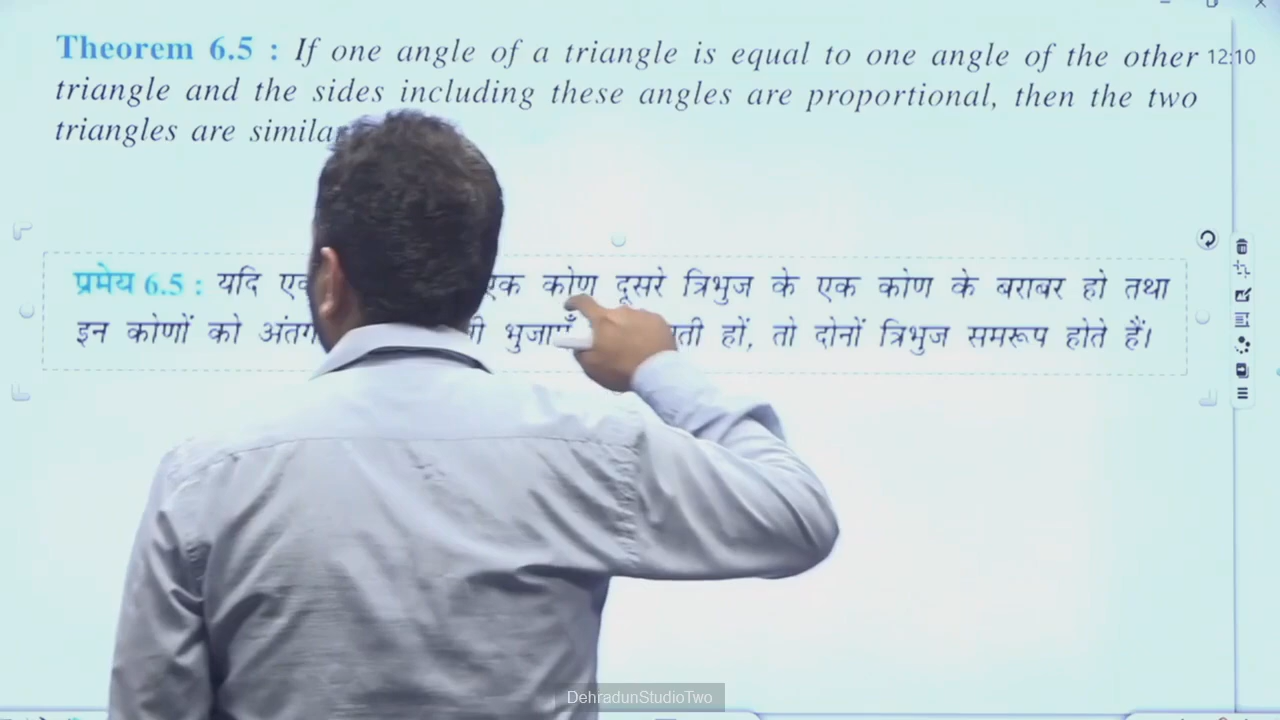 Theorem 6.5 : If one angle of a triangle is equal to one angle of the other
12:10
triangle and the sides including these angles are proportional, then the two
triangles are
प्रमेय 6.5 : यदि एक कोण दूसरे त्रिभुज के एक कोण के बराबर हो तथा
इन कोणों को भुजाएँ हों, तो दोनों त्रिभुज समरूप होते हैं।
DehradunStudioTwo